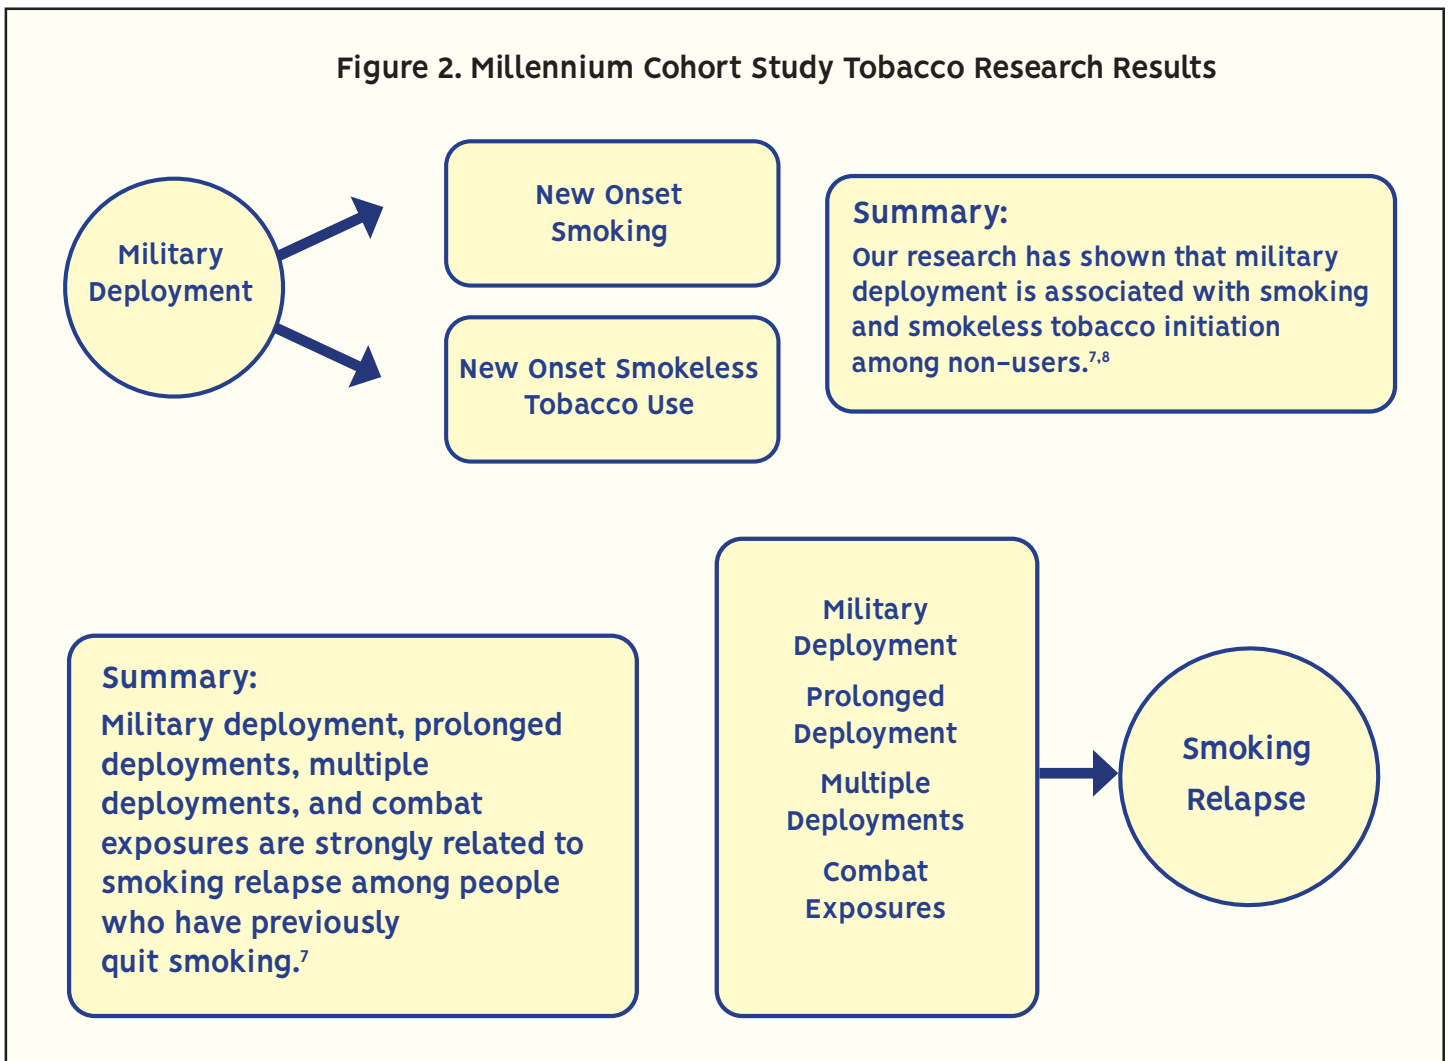 Figure 2. Millennium Cohort Study Tobacco Research Results
Military
Deployment
New Onset
Smoking
New Onset Smokeless
Tobacco Use
Summary:
Our research has shown that military
deployment is associated with smoking
and smokeless tobacco initiation
among non-users.7,8
Summary:
Military deployment, prolonged
deployments, multiple
deployments, and combat
exposures are strongly related to
smoking relapse among people
who have previously
quit smoking.7
Military
Deployment
Prolonged
Deployment
Multiple
Deployments
Combat
Exposures
Smoking
Relapse